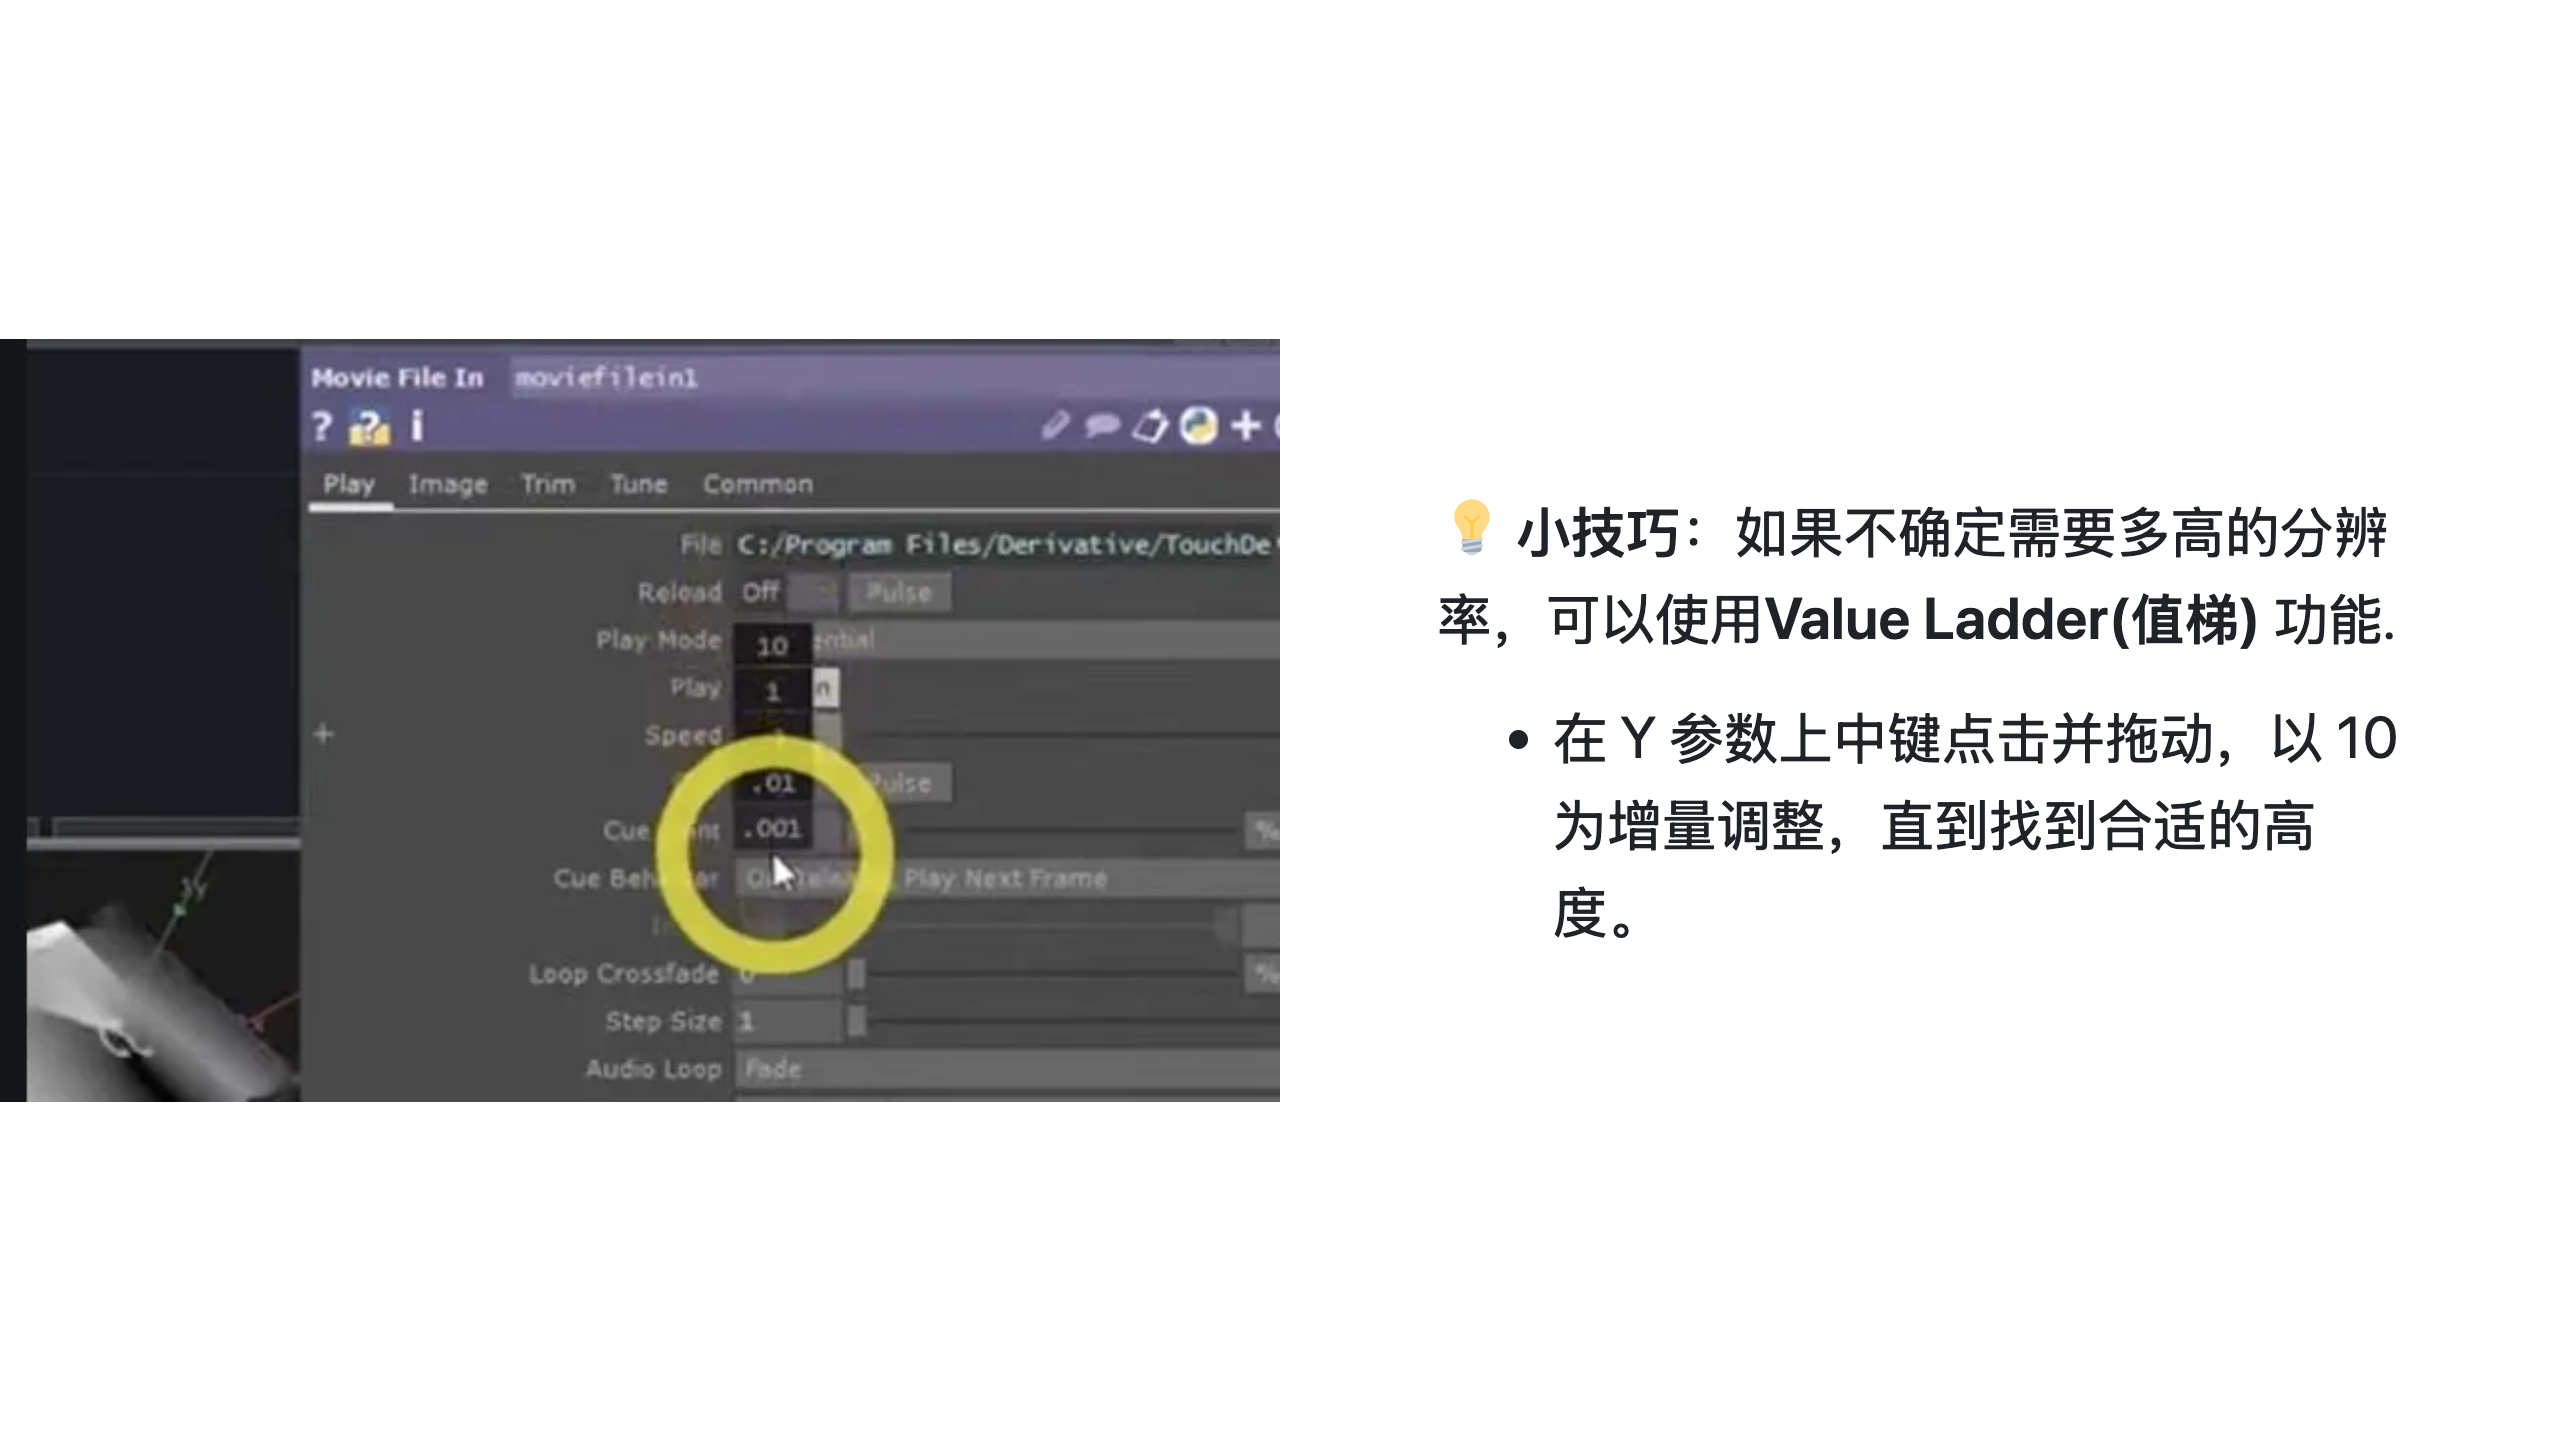 Movie File In moviefilein1
Play Image Trim Tune Common
File C:/Program Files/Derivative/TouchDe
Reload Off Pulse
Play Mode 10
Play 1
Speed
.01 Pulse
Cue .001 %
Cue Play Next Frame
Loop Crossfade 0 %
Step Size 1
Audio Loop Fade
💡 小技巧：如果不确定需要多高的分辨
率，可以使用Value Ladder(值梯) 功能.
• 在 Y 参数上中键点击并拖动，以 10
为增量调整，直到找到合适的高
度。